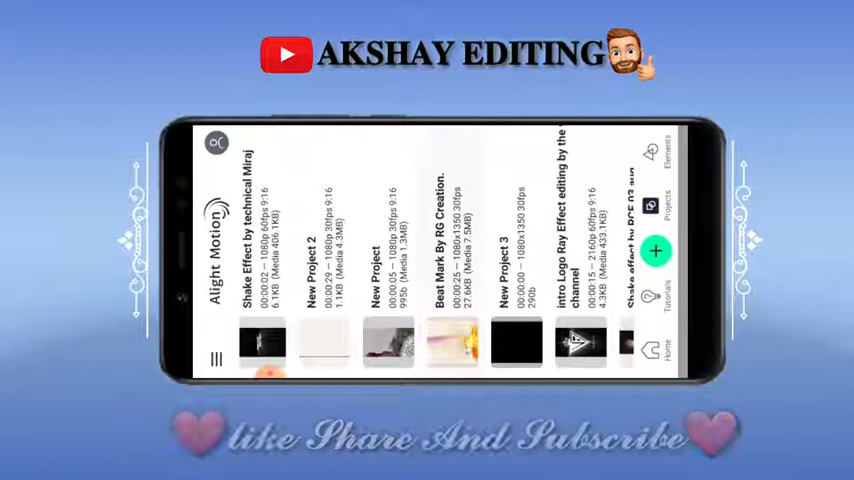 AKSHAY EDITING
Alight Motion
Shake Effect by technical Miraj
00:00:02 – 1080p 60fps 9:16
6.1KB (Media 406.1KB)
New Project 2
00:00:29 – 1080p 30fps 9:16
1.1KB (Media 4.3MB)
New Project
00:00:05 – 1080p 30fps 9:16
995b (Media 1.3MB)
Beat Mark By RG Creation.
00:00:25 – 1080x1350 30fps
27.6KB (Media 7.5MB)
New Project 3
00:00:00 – 1080x1350 30fps
290b
intro Logo Ray Effect editing by the
channel
00:00:15 – 2160p 60fps 9:16
4.3KB (Media 433.1KB)
Shake effect by
Home
Tutorials
Projects
Elements
like Share And Subscribe